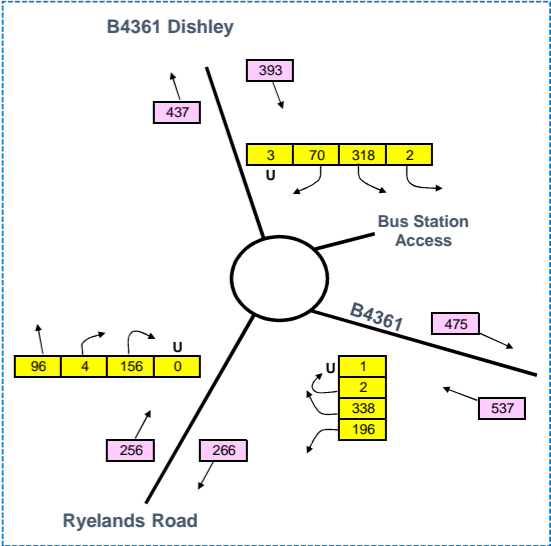 B4361 Dishley
393
437
3 70 318 2
U
Bus Station
Access
B4361
475
U
96 4 156 0
U 1
2
338
196
537
256 266
Ryelands Road